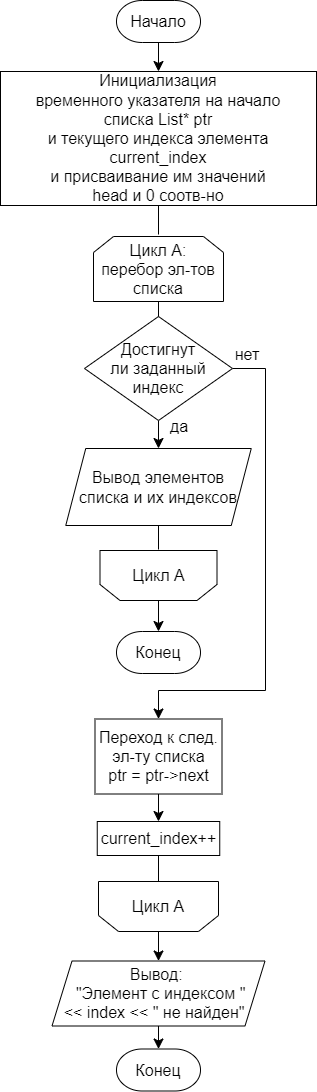 Начало
Инициализация
временного указателя на начало
списка List* ptr
и текущего индекса элемента
current_index
и присваивание им значений
head и 0 соотв-но
Цикл А:
перебор эл-тов
списка
Достигнут
ли заданный
индекс
нет
да
Вывод элементов
списка и их индексов
Цикл А
Конец
Переход к след.
эл-ту списка
ptr = ptr->next
current_index++
Цикл А
Вывод:
"Элемент с индексом "
<< index << " не найден"
Конец